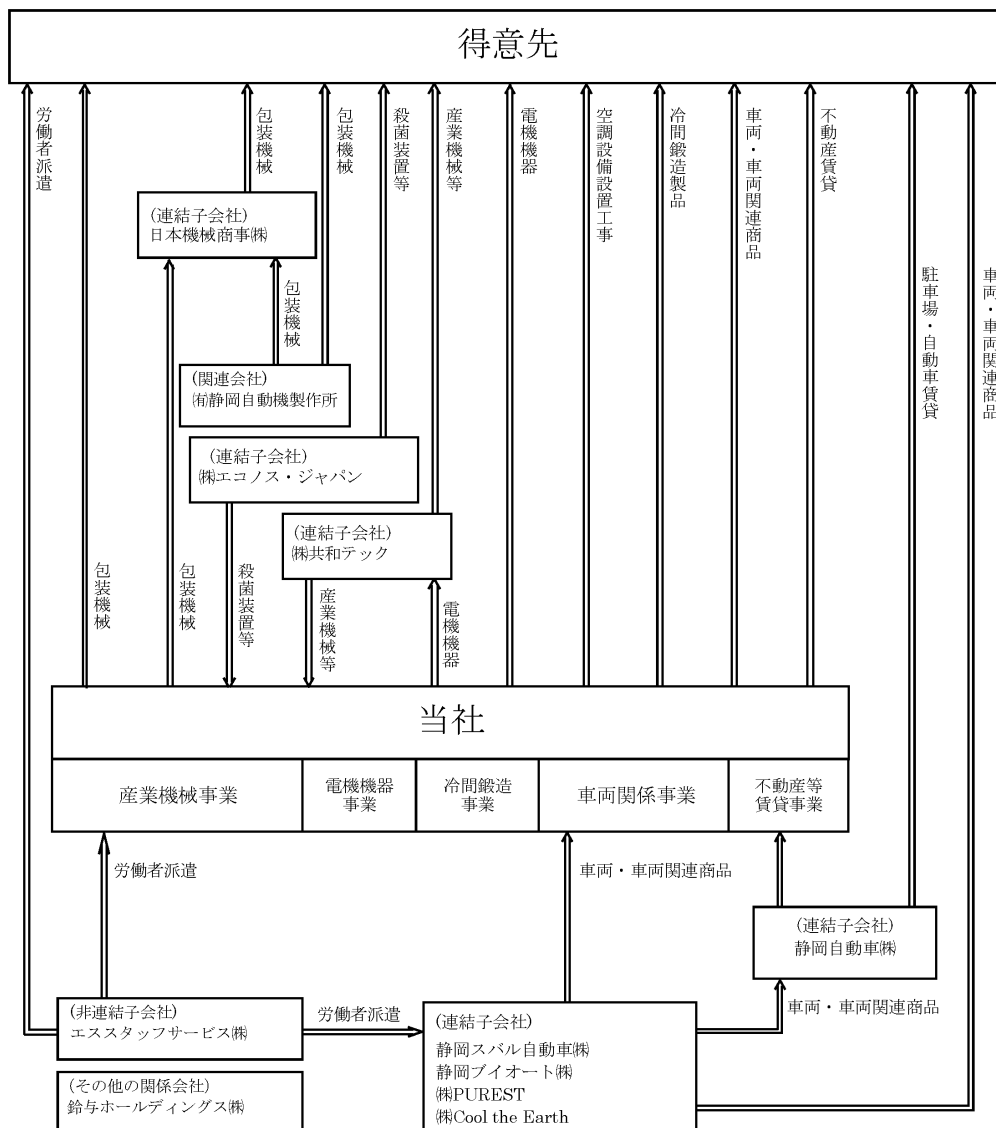 得意先
労働者派遣
包装機械
包装機械
殺菌装置等
産業機械等
電機機器
空調設備設置工事
冷間鍛造製品
車両・車両関連商品
不動産賃貸
(連結子会社)
日本機械商事㈱
包装機械
駐車場・自動車賃貸
車両・車両関連商品
(関連会社)
㈲静岡自動機製作所
(連結子会社)
㈱エコノス・ジャパン
(連結子会社)
㈱共和テック
包装機械
包装機械
殺菌装置等
産業機械等
電機機器
当社
産業機械事業
電機機器
事業
冷間鍛造
事業
車両関係事業
不動産等
賃貸事業
労働者派遣
車両・車両関連商品
(連結子会社)
静岡自動車㈱
(非連結子会社)
エススタッフサービス㈱
労働者派遣
(連結子会社)
静岡スバル自動車㈱
静岡ブイオート㈱
㈱PUREST
㈱Cool the Earth
車両・車両関連商品
(その他の関係会社)
鈴与ホールディングス㈱